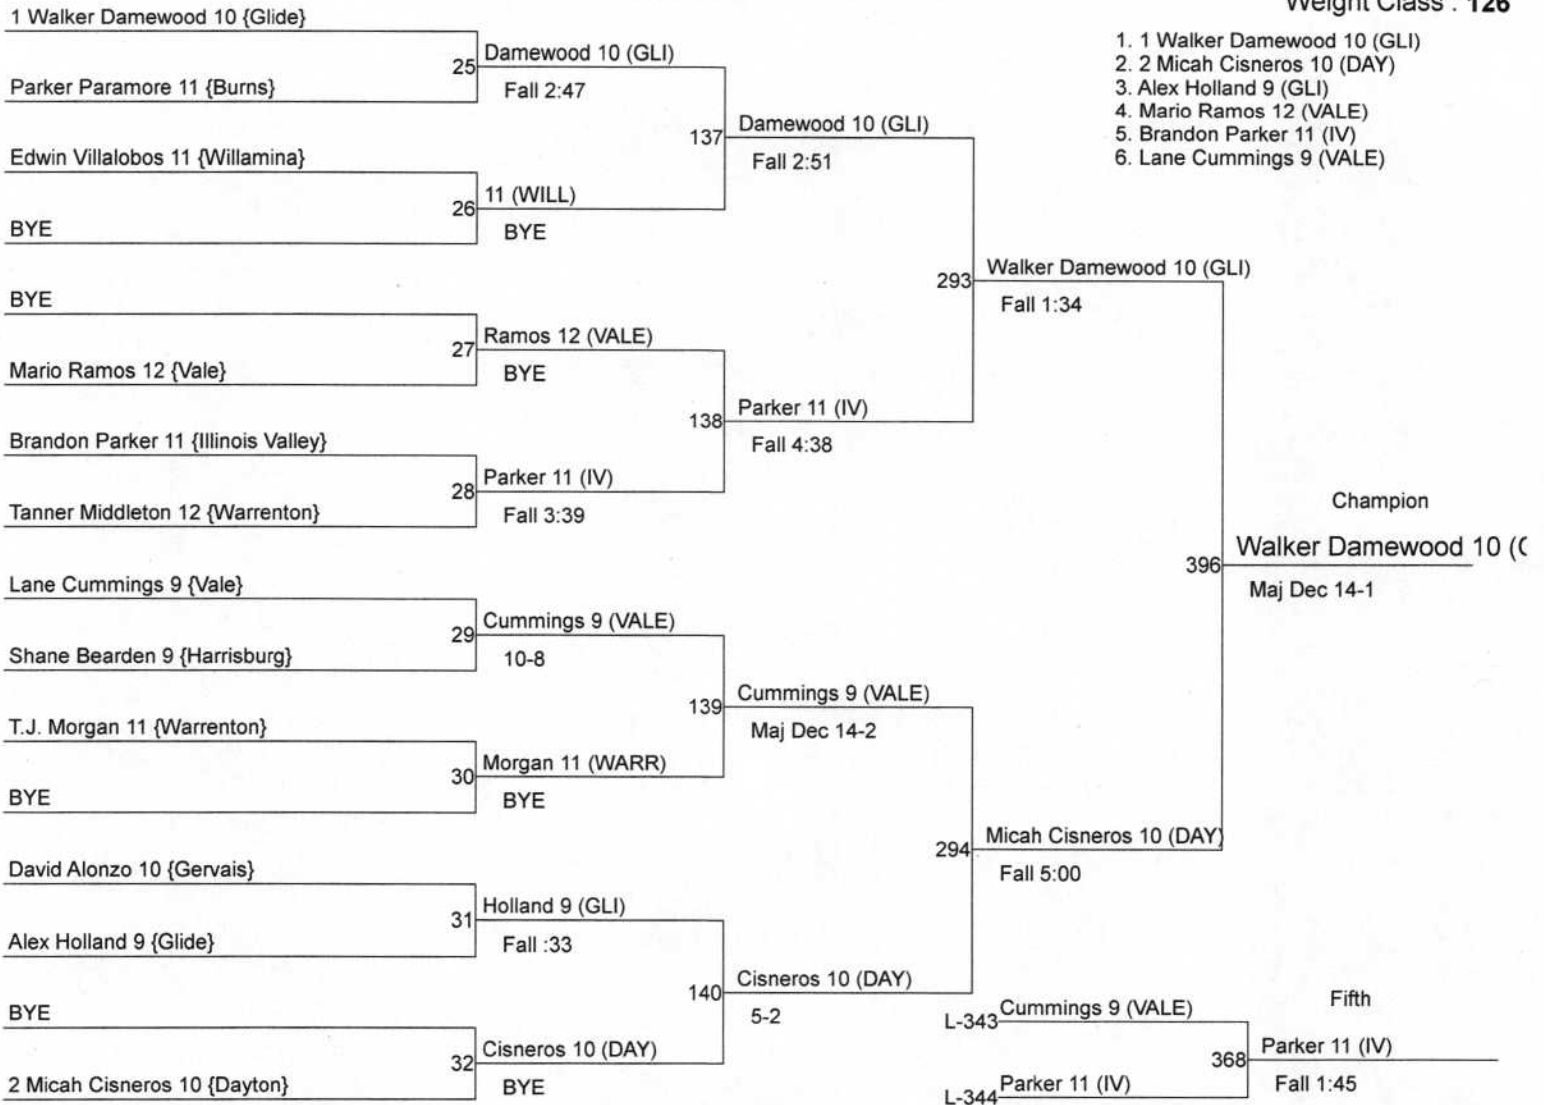 Weight Class : 126
1. 1 Walker Damewood 10 (GLI)
2. 2 Micah Cisneros 10 (DAY)
3. Alex Holland 9 (GLI)
4. Mario Ramos 12 (VALE)
5. Brandon Parker 11 (IV)
6. Lane Cummings 9 (VALE)
1 Walker Damewood 10 {Glide}
25
Damewood 10 (GLI)
Fall 2:47
Parker Paramore 11 {Burns}
137
Damewood 10 (GLI)
Fall 2:51
Edwin Villalobos 11 {Willamina}
26
11 (WILL)
BYE
BYE
293
Walker Damewood 10 (GLI)
Fall 1:34
BYE
27
Ramos 12 (VALE)
BYE
Mario Ramos 12 {Vale}
138
Parker 11 (IV)
Fall 4:38
Brandon Parker 11 {Illinois Valley}
28
Parker 11 (IV)
Fall 3:39
Tanner Middleton 12 {Warrenton}
Champion
396
Walker Damewood 10 (
Maj Dec 14-1
Lane Cummings 9 {Vale}
29
Cummings 9 (VALE)
10-8
Shane Bearden 9 {Harrisburg}
139
Cummings 9 (VALE)
Maj Dec 14-2
T.J. Morgan 11 {Warrenton}
30
Morgan 11 (WARR)
BYE
BYE
294
Micah Cisneros 10 (DAY)
Fall 5:00
David Alonzo 10 {Gervais}
31
Holland 9 (GLI)
Fall :33
Alex Holland 9 {Glide}
140
Cisneros 10 (DAY)
5-2
BYE
32
Cisneros 10 (DAY)
BYE
2 Micah Cisneros 10 {Dayton}
Fifth
L-343
Cummings 9 (VALE)
368
Parker 11 (IV)
Fall 1:45
L-344
Parker 11 (IV)